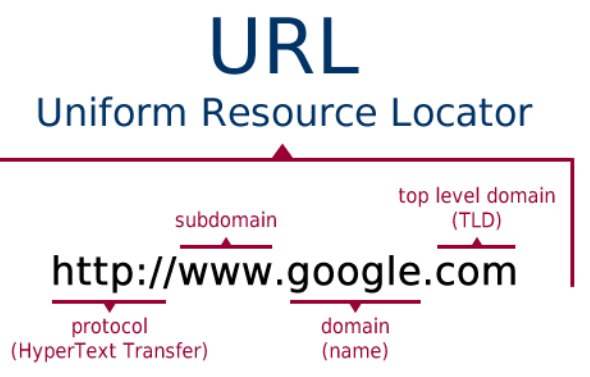 URL
Uniform Resource Locator
top level domain
(TLD)
subdomain
http://www.google.com
protocol
(HyperText Transfer)
domain
(name)